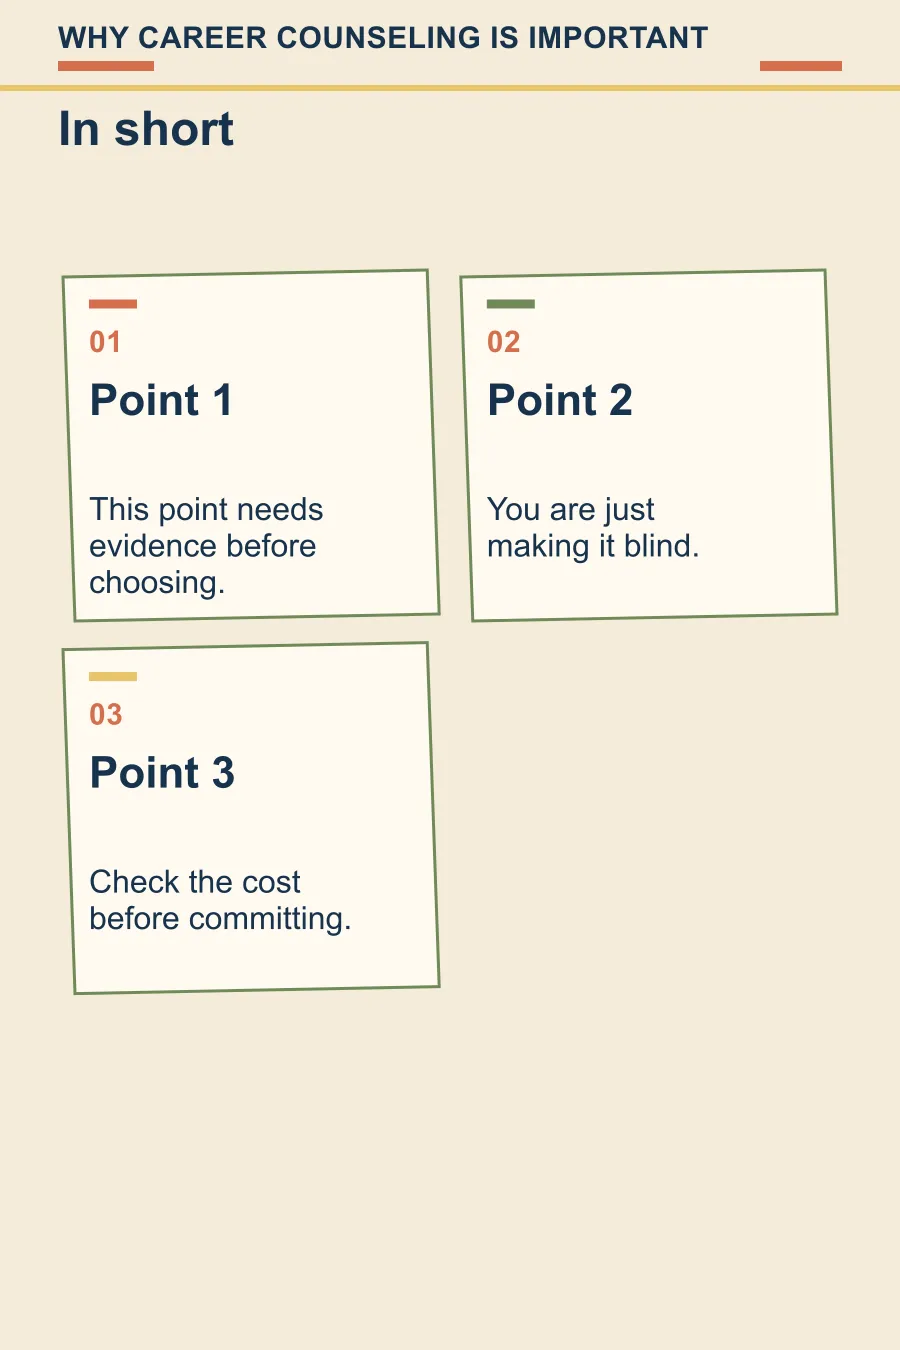 WHY CAREER COUNSELING IS IMPORTANT
In short
01
Point 1
This point needs
evidence before
choosing.
02
Point 2
You are just
making it blind.
03
Point 3
Check the cost
before committing.